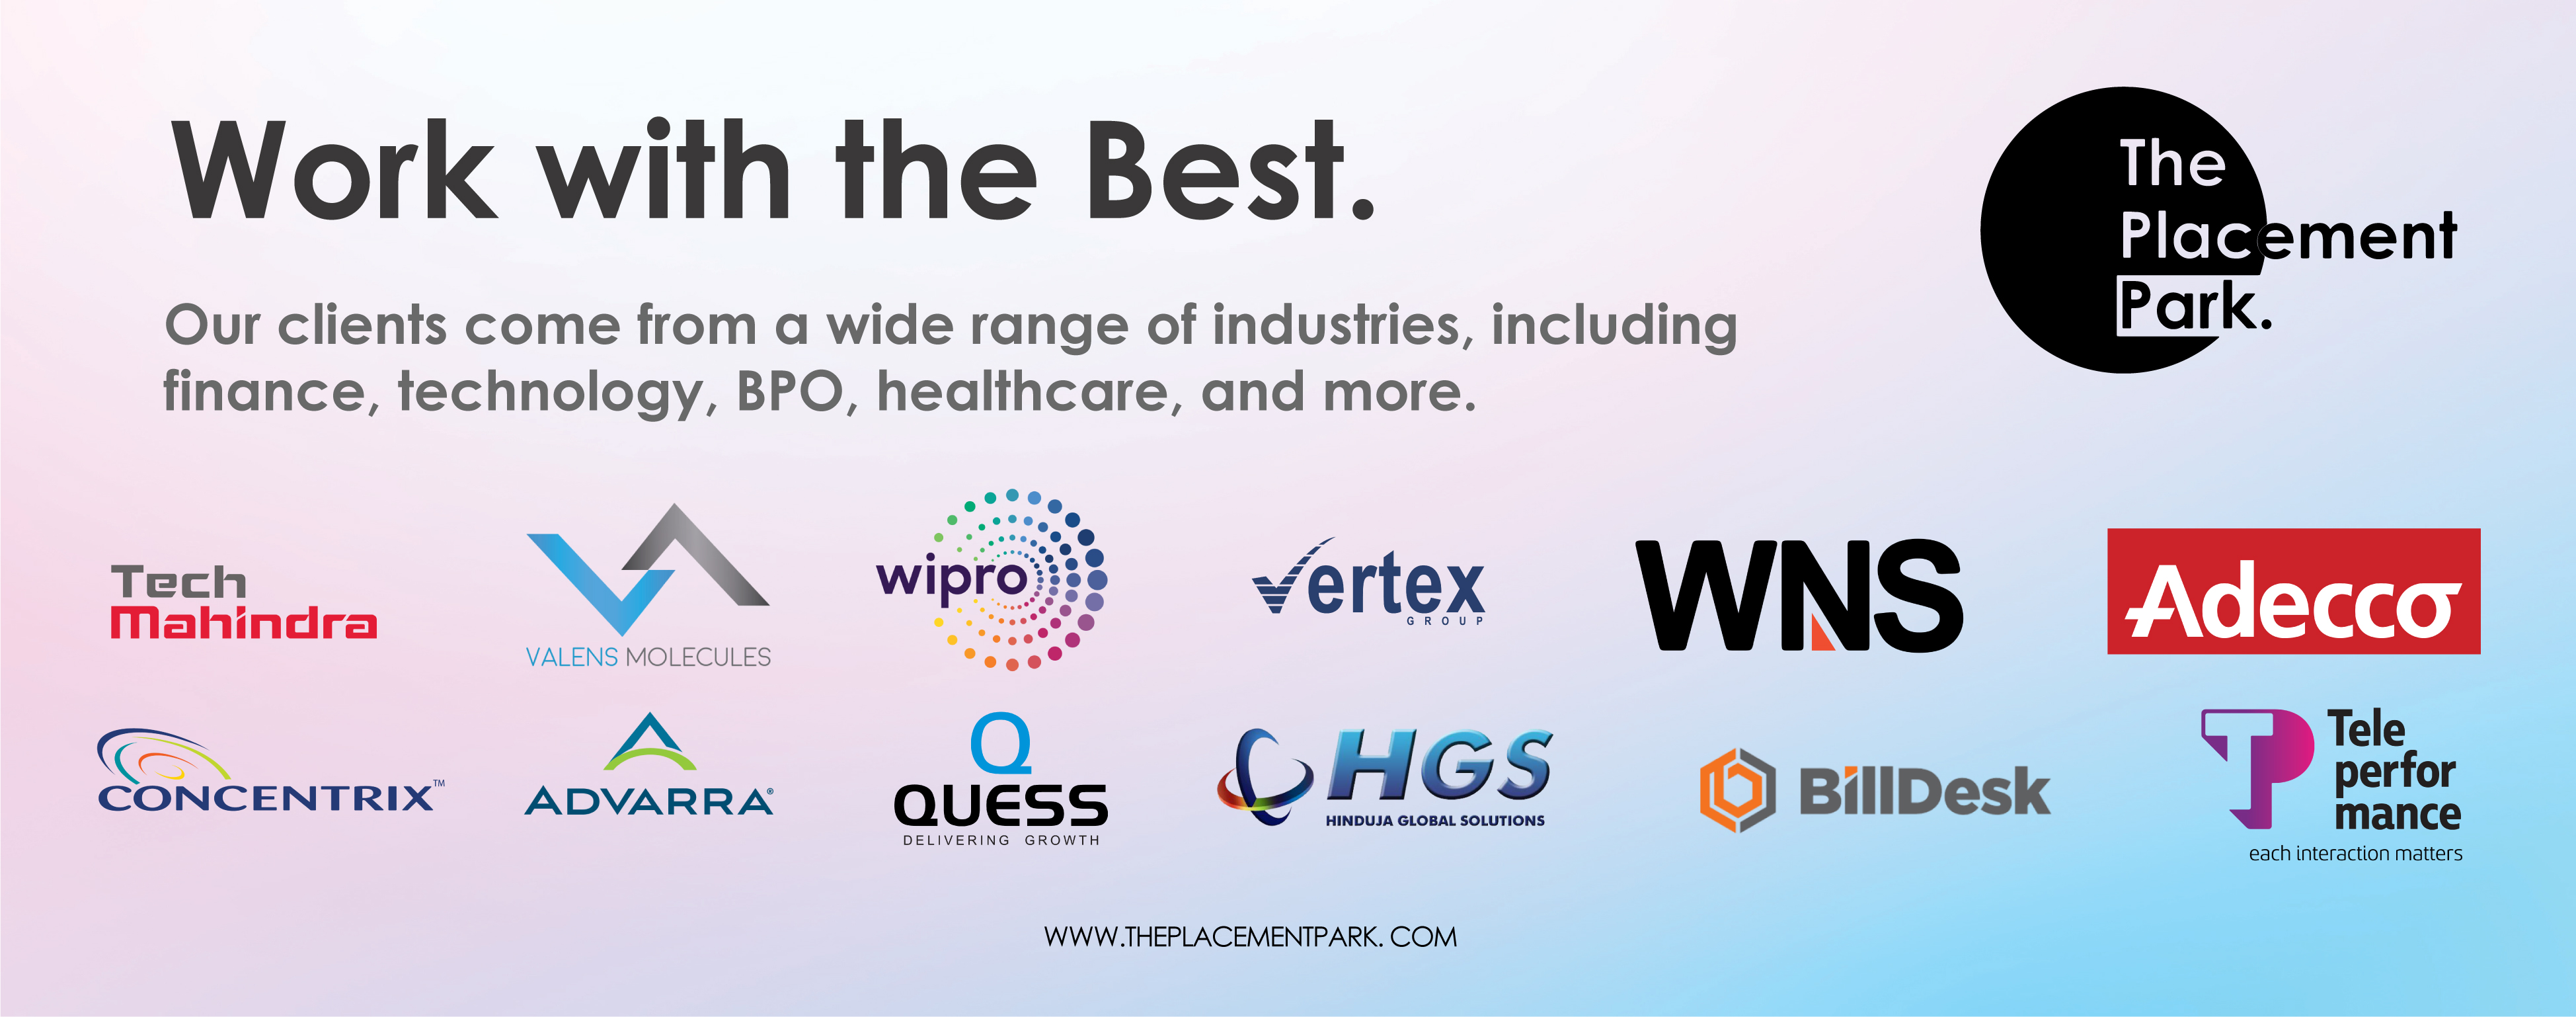 Work with the Best.
The
Placement
Park.
Our clients come from a wide range of industries, including
finance, technology, BPO, healthcare, and more.
Tech
Mahindra
VALENS MOLECULES
wipro
Vertex
GROUP
WNS
Adecco
CONCENTRIX™
ADVARRA®
Q
QUESS
DELIVERING GROWTH
HGS
HINDUJA GLOBAL SOLUTIONS
BillDesk
TP
Tele
perfor
mance
each interaction matters
WWW.THEPLACEMENTPARK. COM